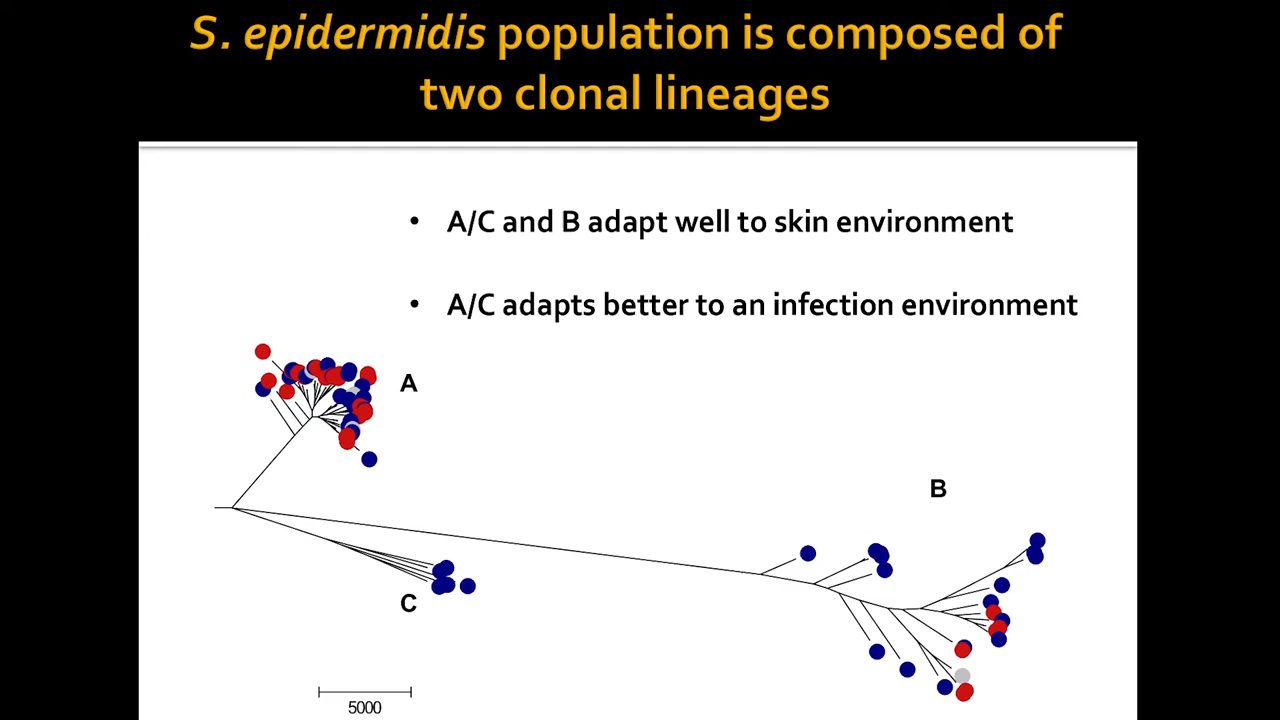 S. epidermidis population is composed of
two clonal lineages
• A/C and B adapt well to skin environment
• A/C adapts better to an infection environment
A
B
C
5000